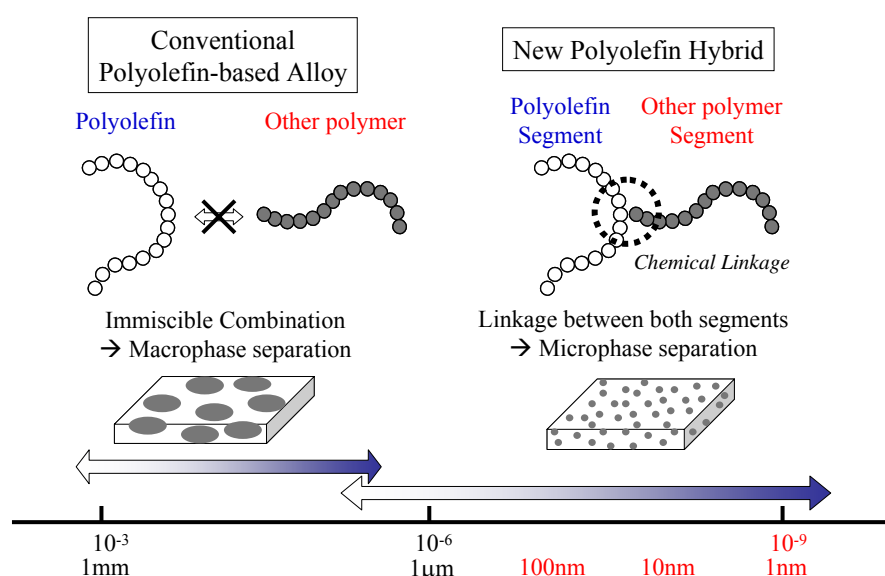 Conventional
Polyolefin-based Alloy
New Polyolefin Hybrid
Polyolefin
Other polymer
Polyolefin
Segment
Other polymer
Segment
Chemical Linkage
Immiscible Combination
→ Macrophase separation
Linkage between both segments
→ Microphase separation
10⁻³
1mm
10⁻⁶
1μm
100nm
10nm
10⁻⁹
1nm